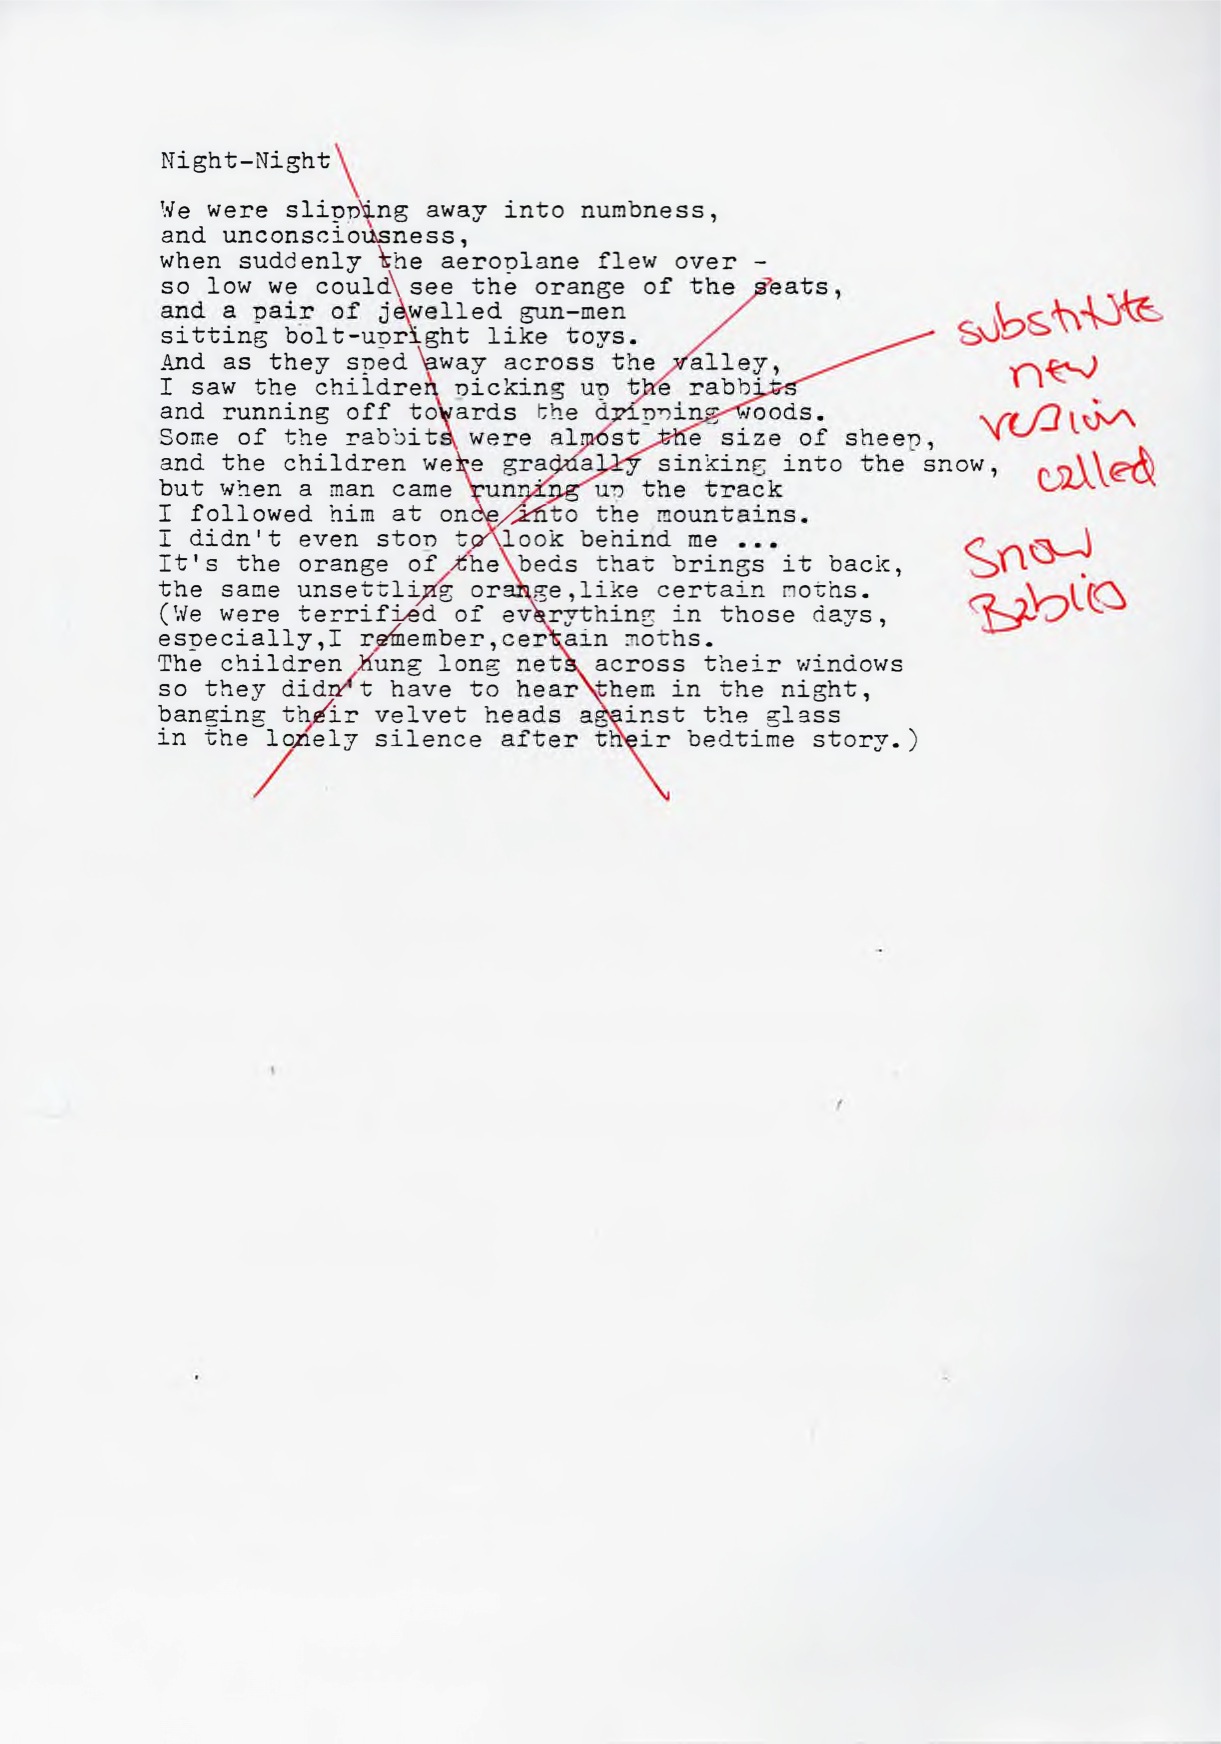 Night-Night
We were slipping away into numbness,
and unconsciousness,
when suddenly the aeroplane flew over -
so low we could see the orange of the seats,
and a pair of jewelled gun-men
sitting bolt-upright like toys.
And as they sped away across the valley,
I saw the children picking up the rabbits
and running off towards the dripping woods.
Some of the rabbits were almost the size of sheep,
and the children were gradually sinking into the snow,
but when a man came running up the track
I followed him at once into the mountains.
I didn't even stop to look behind me ...
It's the orange of the beds that brings it back,
the same unsettling orange,like certain moths.
(We were terrified of everything in those days,
especially,I remember,certain moths.
The children hung long nets across their windows
so they didn't have to hear them in the night,
banging their velvet heads against the glass
in the lonely silence after their bedtime story.)
substitute
new
version
called
Snow
Babies